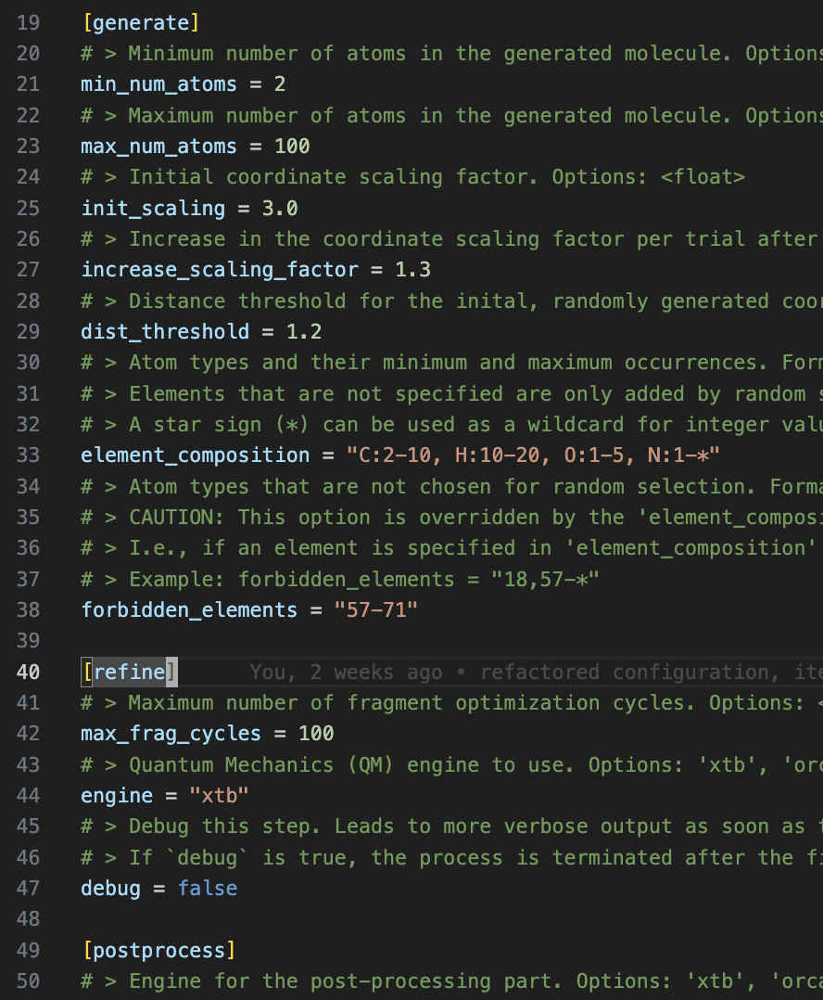 19 [generate]
20 # > Minimum number of atoms in the generated molecule. Options
21 min_num_atoms = 2
22 # > Maximum number of atoms in the generated molecule. Options
23 max_num_atoms = 100
24 # > Initial coordinate scaling factor. Options: <float>
25 init_scaling = 3.0
26 # > Increase in the coordinate scaling factor per trial after
27 increase_scaling_factor = 1.3
28 # > Distance threshold for the inital, randomly generated coor
29 dist_threshold = 1.2
30 # > Atom types and their minimum and maximum occurrences. Form
31 # > Elements that are not specified are only added by random s
32 # > A star sign (*) can be used as a wildcard for integer valu
33 element_composition = "C:2-10, H:10-20, O:1-5, N:1-*"
34 # > Atom types that are not chosen for random selection. Forma
35 # > CAUTION: This option is overridden by the 'element_composi
36 # > I.e., if an element is specified in 'element_composition'
37 # > Example: forbidden_elements = "18,57-*"
38 forbidden_elements = "57-71"
39
40 [refine] You, 2 weeks ago • refactored configuration, ite
41 # > Maximum number of fragment optimization cycles. Options: <
42 max_frag_cycles = 100
43 # > Quantum Mechanics (QM) engine to use. Options: 'xtb', 'orc
44 engine = "xtb"
45 # > Debug this step. Leads to more verbose output as soon as t
46 # > If `debug` is true, the process is terminated after the fi
47 debug = false
48
49 [postprocess]
50 # > Engine for the post-processing part. Options: 'xtb', 'orca